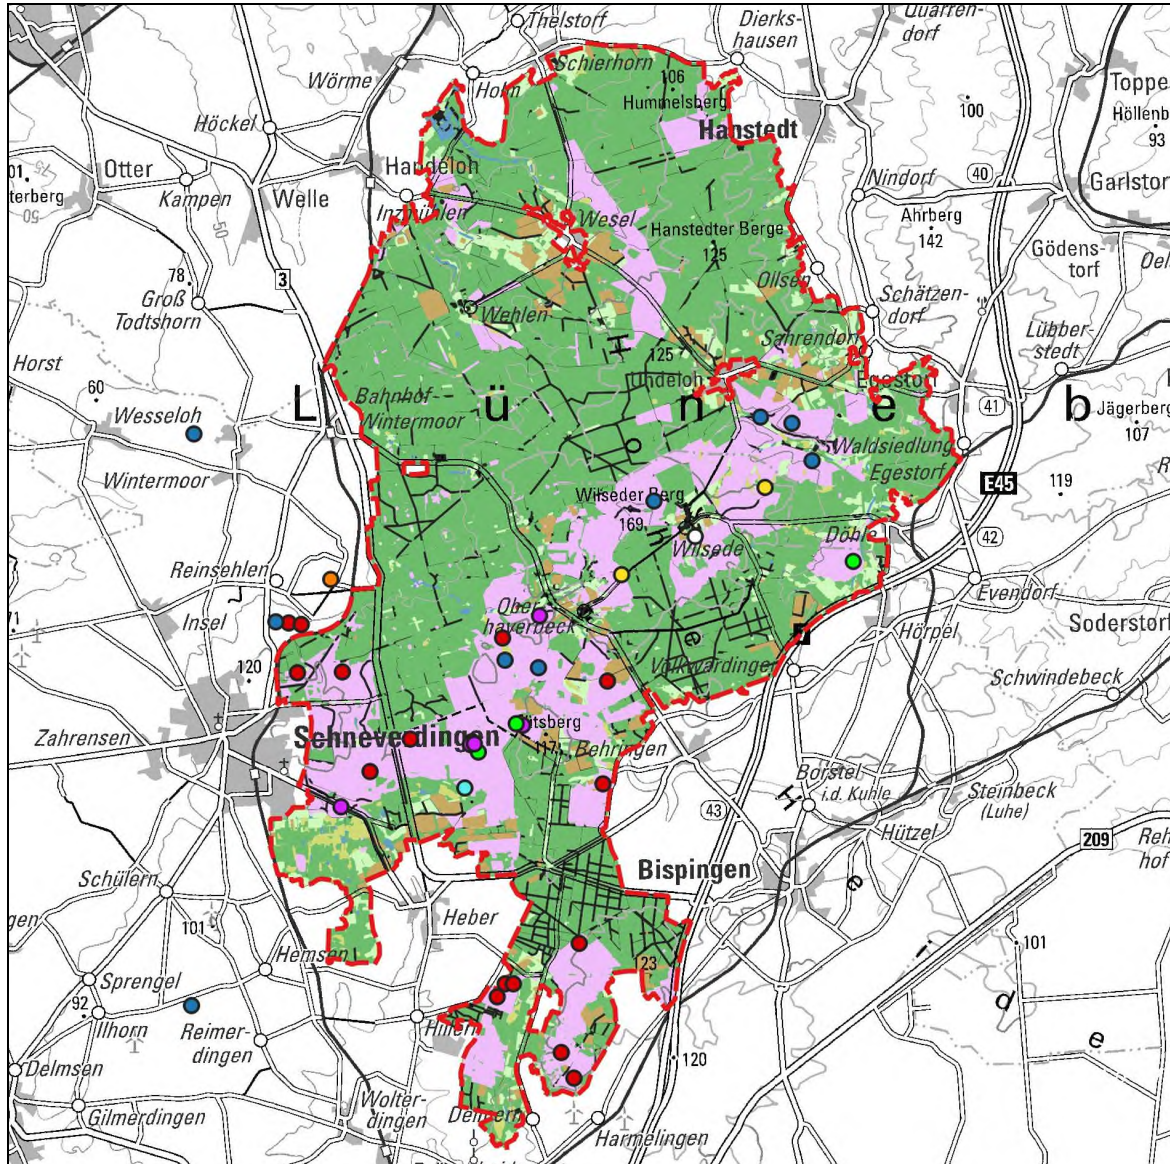 Thelstorf
Dierks-
hausen
Quarren-
dorf
Schierhorn
Wörme
Hohn
106
Hummelsberg
Toppe
100
Höllenb
93
Höckel
Hanstedt
Otter
Handeloh
Kampen
Welle
Inzmühlen
Nindorf
40
Garlstor
50
Wesel
Hanstedter Berge
125
Ahrberg
142
Gödens-
torf
78
3
Ollsen
Groß
Todtshorn
Wehlen
Schätzen-
dorf
Sahrendorf
Lübber-
stedt
Horst
125
Undeloh
Egestorf
60
Bahnhof-
Wintermoor
L ü n e b
41
Jägerberg
107
Wesseloh
Waldsiedlung
Egestorf
Wintermoor
E45
119
Wilseder Berg
169
Wilsede
Döhle
42
Reinsehlen
Evendorf
Insel
Ober-
haverbeck
Hörpel
Soderstorf
71
120
Volkwardingen
Schwindebeck
Zahrensen
Schneverdingen
117
Behringen
Borstel
i.d. Kuhle
Steinbeck
(Luhe)
43
Hützel
209
Bispingen
Schülern
Heber
101
Hemsen
101
23
Sprengel
92
Ilhorn
Reimer-
dingen
Hillern
120
Delmsen
Gilmerdingen
Wolter-
dingen
Harmelingen
H e i d e